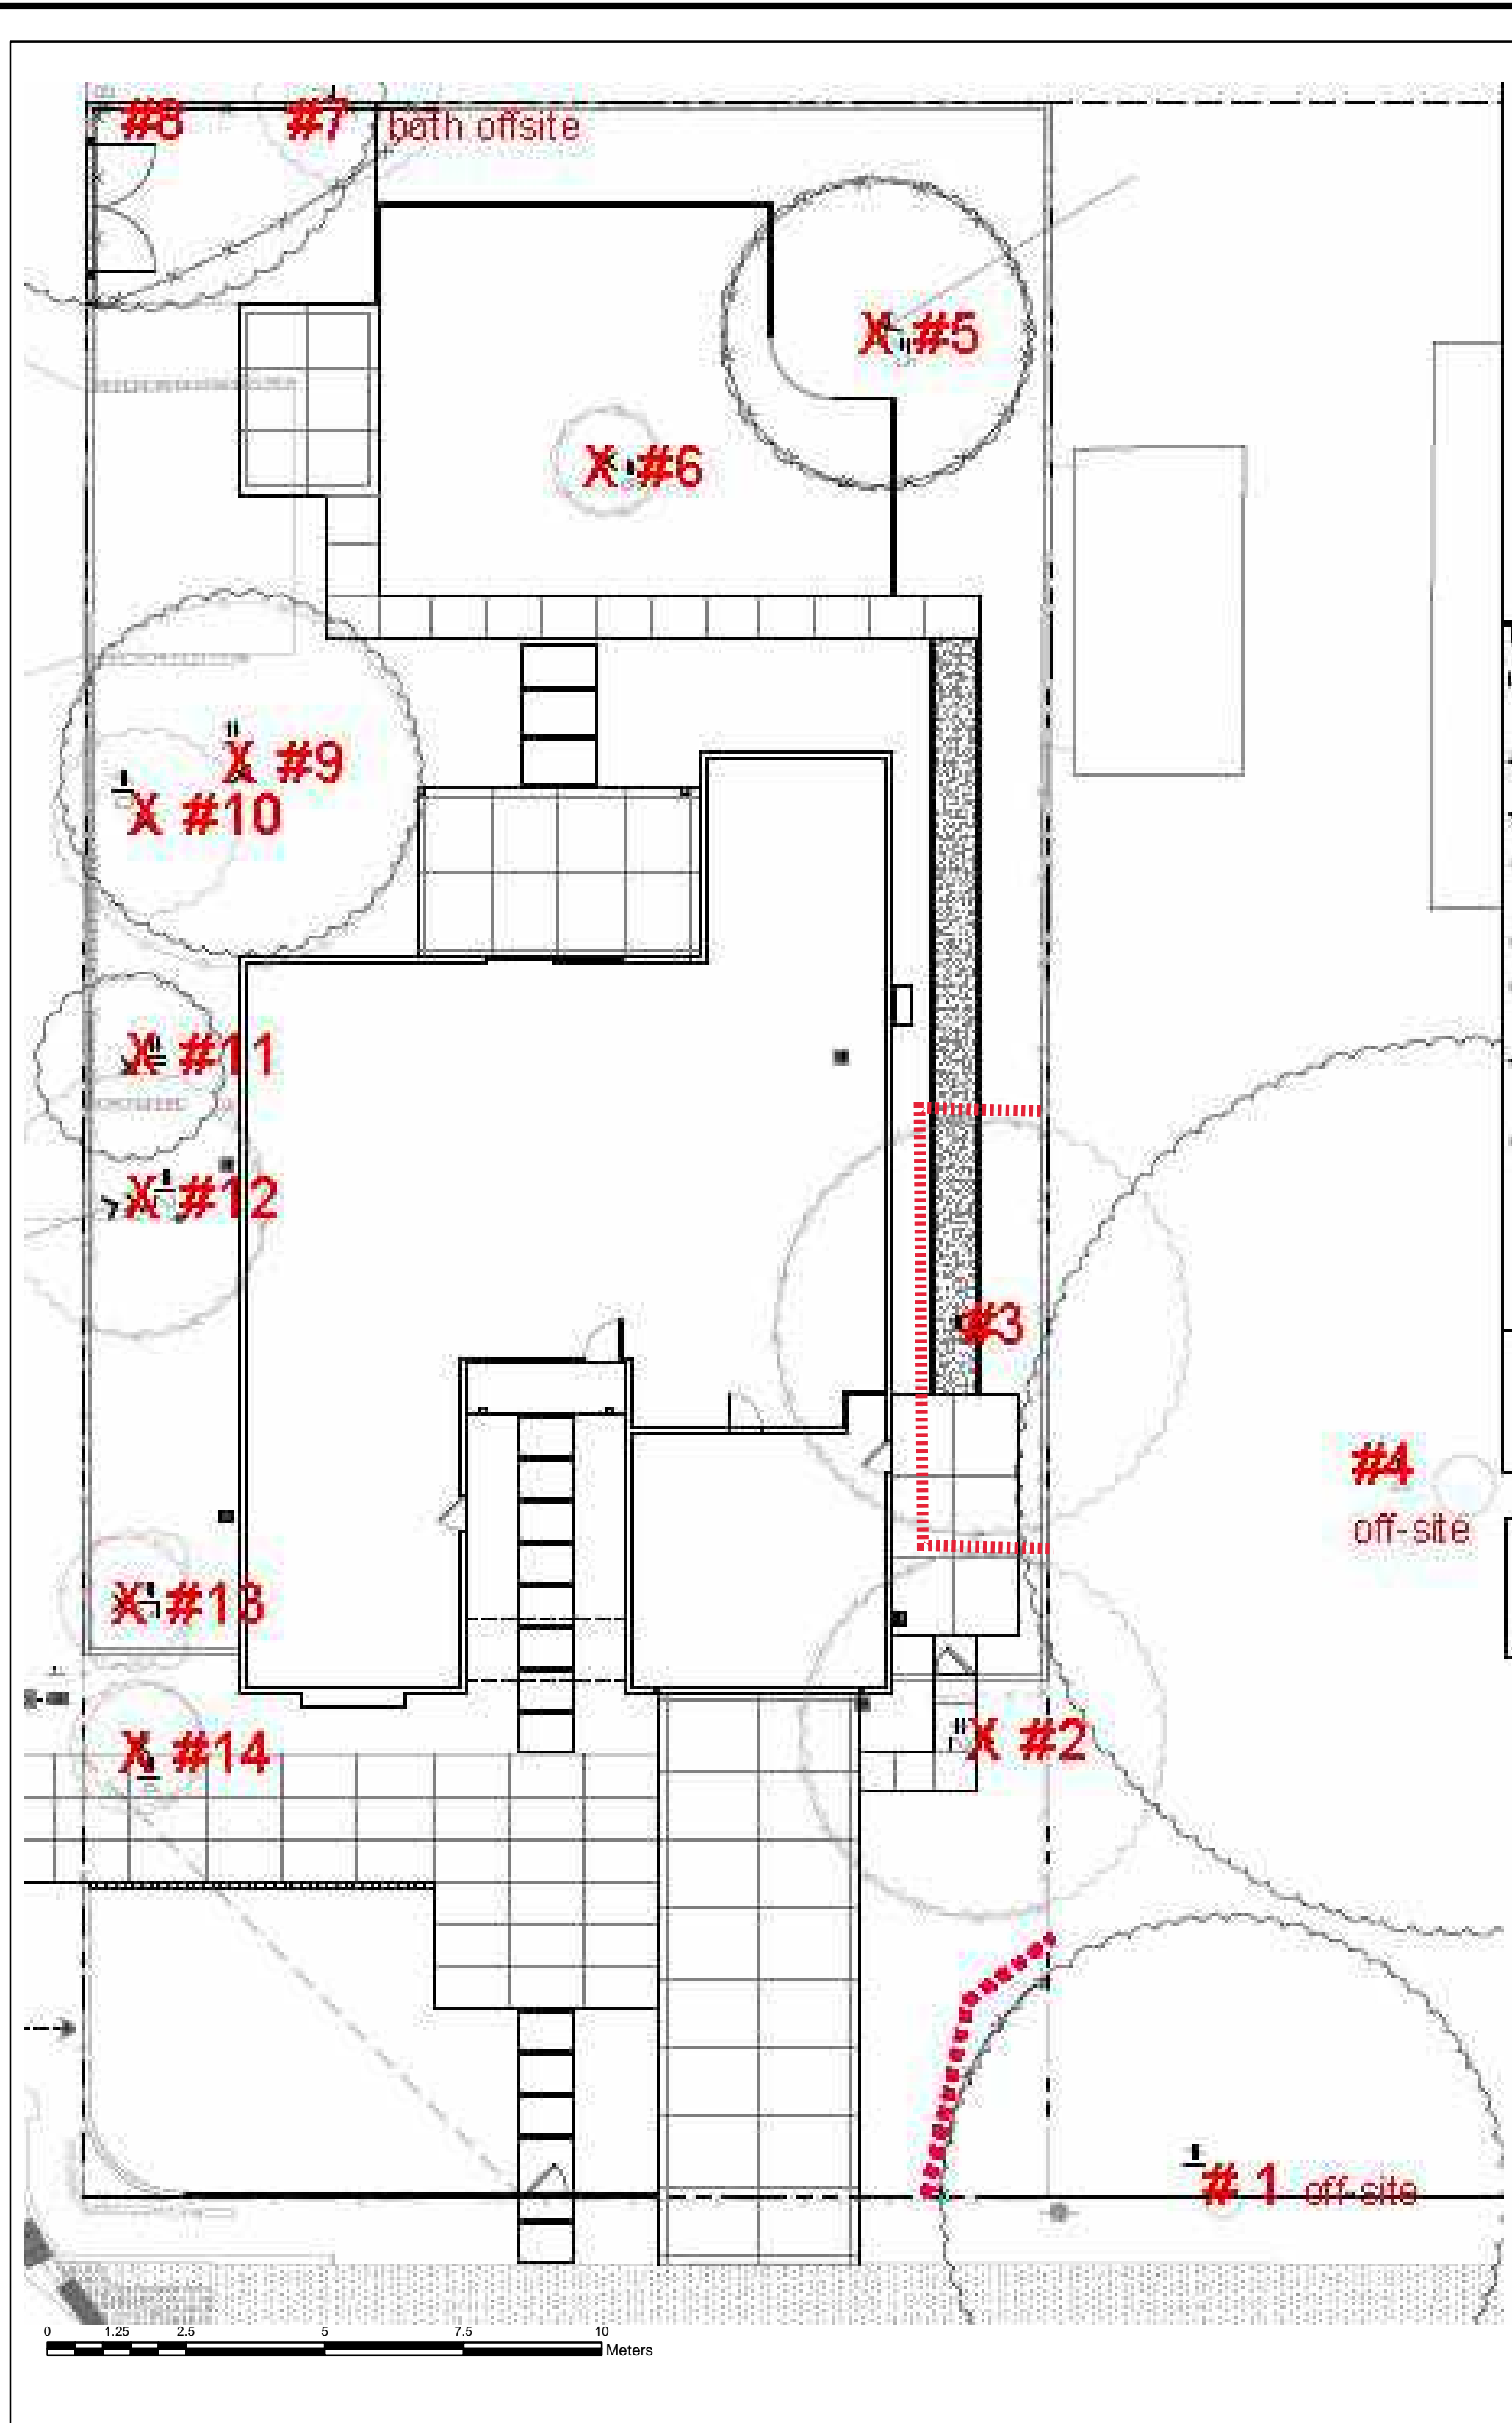 #8 #7 both offsite
X #5
X #6
X #9
X #10
X #11
X #12
#3
#4
off-site
X #13
X #2
X #14
# 1 off-site
0 1.25 2.5 5 7.5 10
Meters